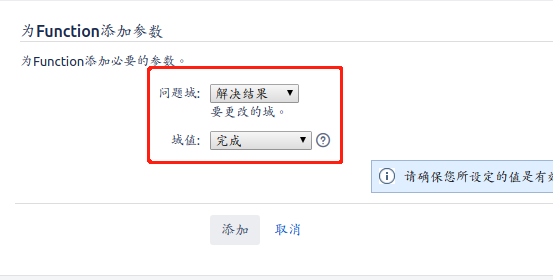 为Function添加参数
为Function添加必要的参数。
问题域: 解决结果
要更改的域。
域值: 完成
请确保您所设定的值是有
添加 取消